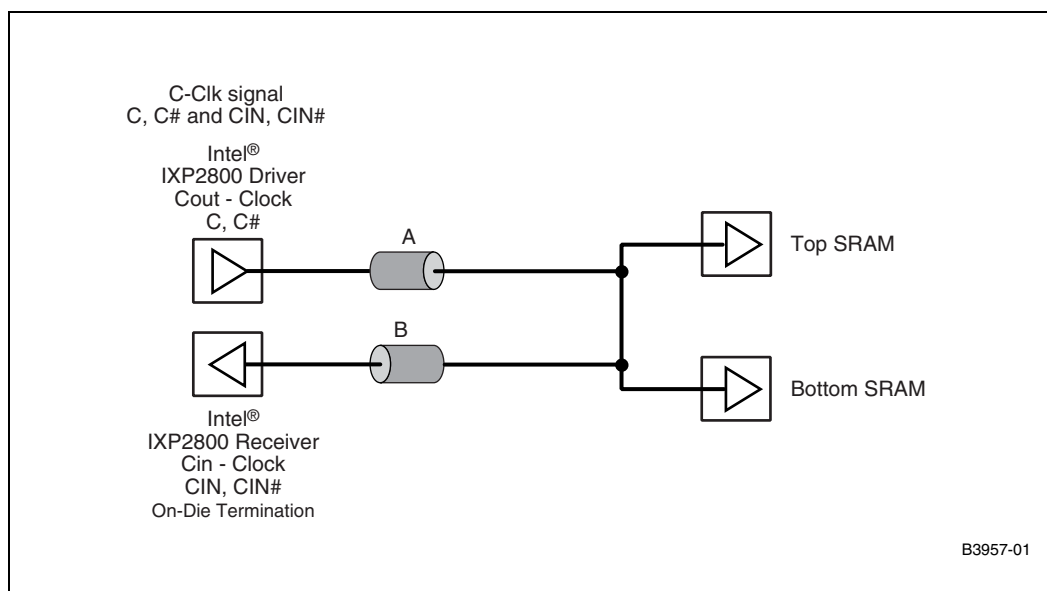 C-Clk signal
C, C# and CIN, CIN#
Intel®
IXP2800 Driver
Cout - Clock
C, C#
A
Top SRAM
B
Bottom SRAM
Intel®
IXP2800 Receiver
Cin - Clock
CIN, CIN#
On-Die Termination
B3957-01